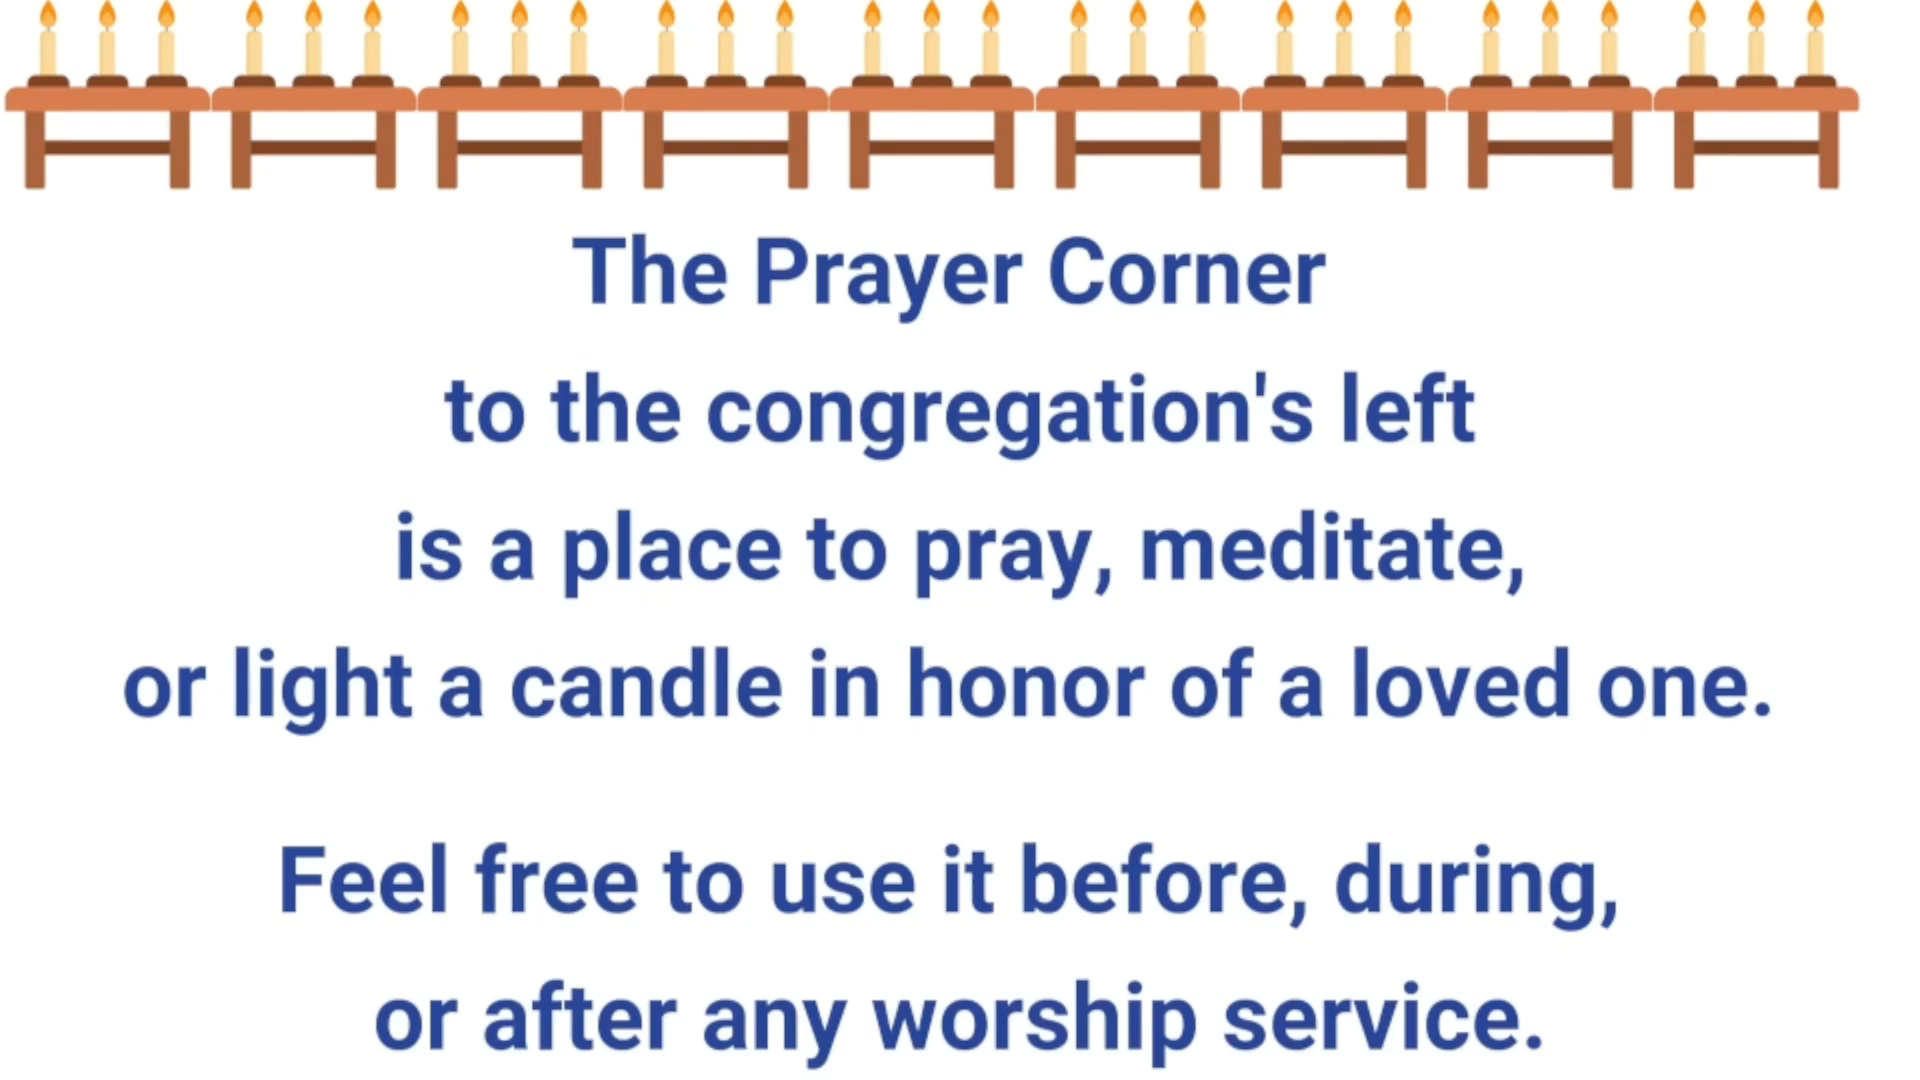 The Prayer Corner
to the congregation's left
is a place to pray, meditate,
or light a candle in honor of a loved one.
Feel free to use it before, during,
or after any worship service.